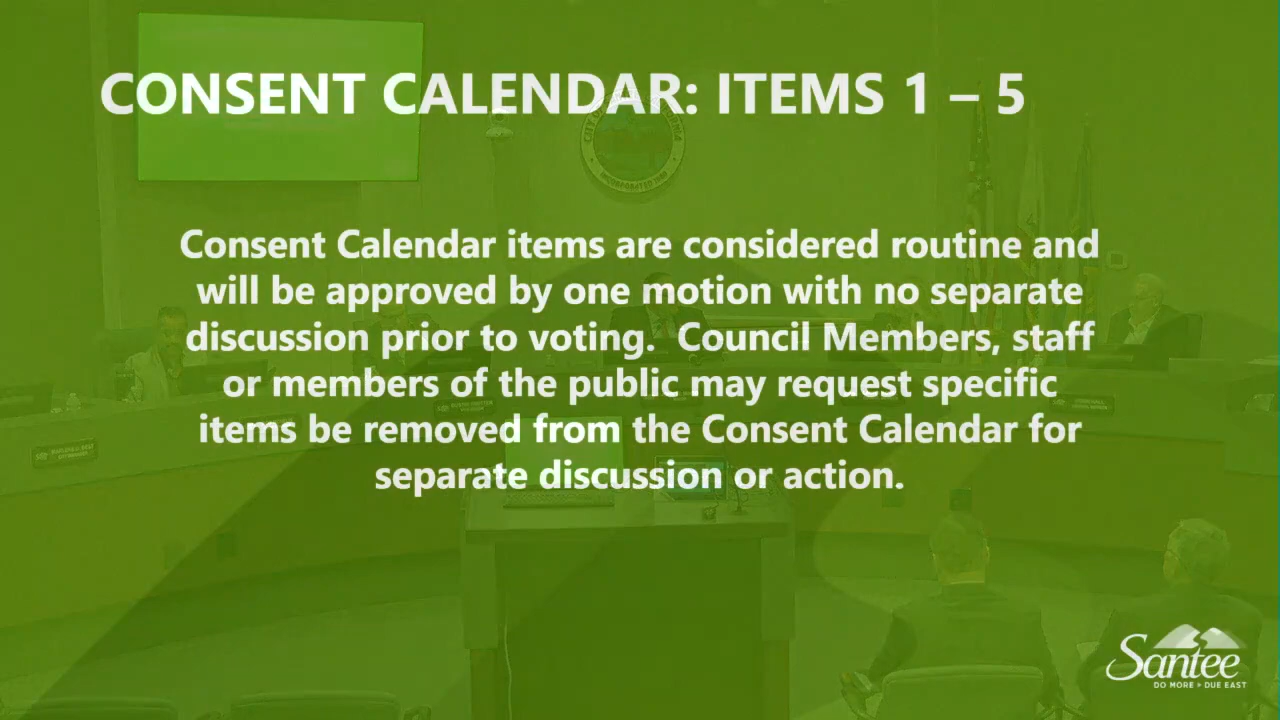 CONSENT CALENDAR: ITEMS 1 – 5
Consent Calendar items are considered routine and
will be approved by one motion with no separate
discussion prior to voting.  Council Members, staff
or members of the public may request specific
items be removed from the Consent Calendar for
separate discussion or action.
Santee
DO MORE > DUE EAST